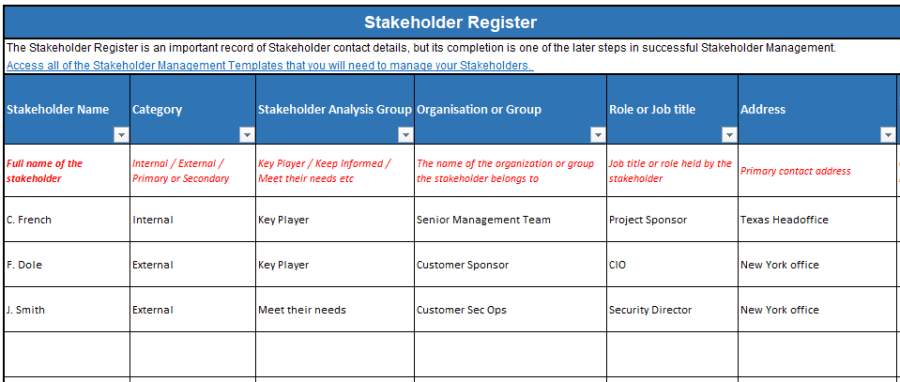 Stakeholder Register
The Stakeholder Register is an important record of Stakeholder contact details, but its completion is one of the later steps in successful Stakeholder Management.
Access all of the Stakeholder Management Templates that you will need to manage your Stakeholders.
Stakeholder Name Category Stakeholder Analysis Group Organisation or Group Role or Job title Address
Full name of the Internal / External / Key Player / Keep Informed / The name of the organization or group Job title or role held by the Primary contact address
stakeholder Primary or Secondary Meet their needs etc the stakeholder belongs to stakeholder
C. French Internal Key Player Senior Management Team Project Sponsor Texas Headoffice
F. Dole External Key Player Customer Sponsor CIO New York office
J. Smith External Meet their needs Customer Sec Ops Security Director New York office